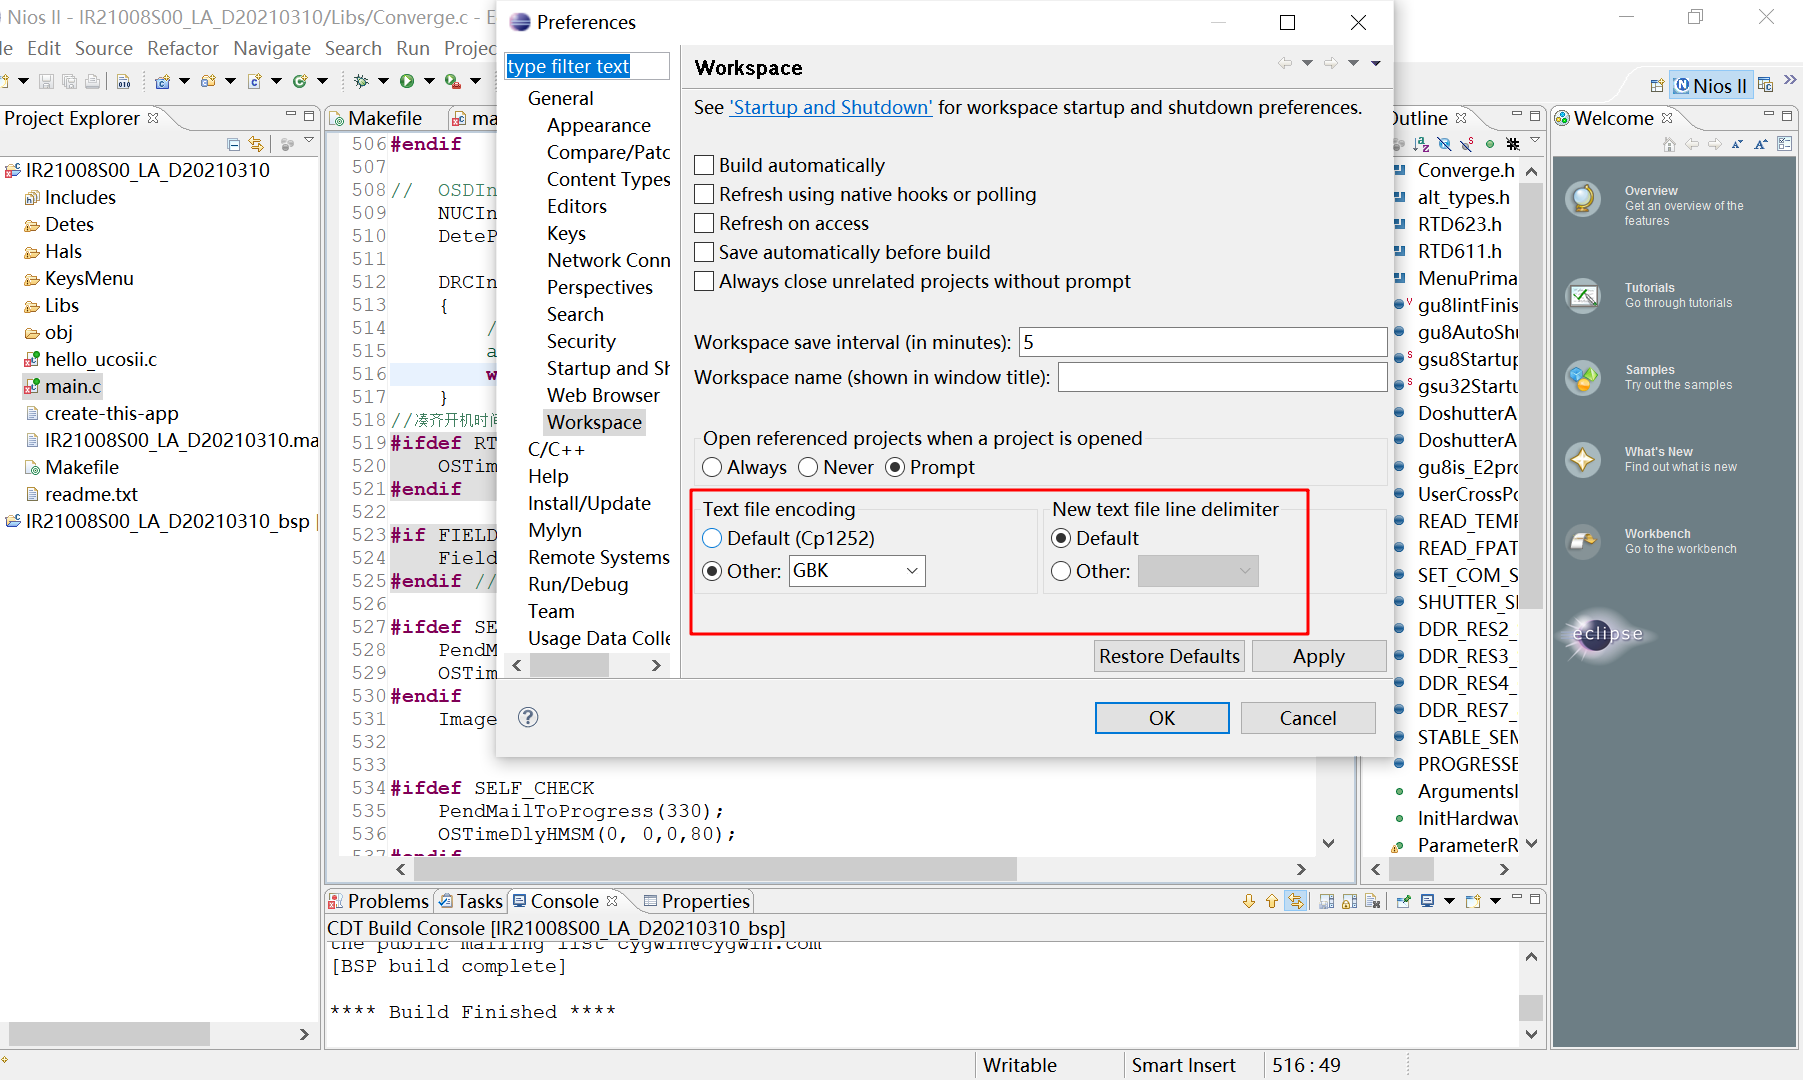 Nios II - IR21008S00_LA_D20210310/Libs/Converge.c - E
Edit Source Refactor Navigate Search Run Projec
Project Explorer
IR21008S00_LA_D20210310
Includes
Detes
Hals
KeysMenu
Libs
obj
hello_ucosii.c
main.c
create-this-app
IR21008S00_LA_D20210310.ma
Makefile
readme.txt
IR21008S00_LA_D20210310_bsp
Makefile
ma
506 #endif
507
508 // OSDIn
509 NUCIn
510 DeteP
511
512 DRCIn
513 {
514 /
515 a
516 w
517 }
518 //凑齐开机时间
519 #ifdef RT
520 OSTim
521 #endif
522
523 #if FIELD
524 Field
525 #endif //
526
527 #ifdef SE
528 PendM
529 OSTim
530 #endif
531 Image
532
533
534 #ifdef SELF_CHECK
535 PendMailToProgress(330);
536 OSTimeDlyHMSM(0, 0,0,80);
537 #endif
Preferences
type filter text
General
Appearance
Compare/Patc
Content Types
Editors
Keys
Network Conn
Perspectives
Search
Security
Startup and Sh
Web Browser
Workspace
C/C++
Help
Install/Update
Mylyn
Remote Systems
Run/Debug
Team
Usage Data Colle
Workspace
See 'Startup and Shutdown' for workspace startup and shutdown preferences.
Build automatically
Refresh using native hooks or polling
Refresh on access
Save automatically before build
Always close unrelated projects without prompt
Workspace save interval (in minutes): 5
Workspace name (shown in window title):
Open referenced projects when a project is opened
Always Never Prompt
Text file encoding
Default (Cp1252)
Other: GBK
New text file line delimiter
Default
Other:
Restore Defaults Apply
OK Cancel
Nios II
Outline
Converge.h
alt_types.h
RTD623.h
RTD611.h
MenuPrima
gu8lintFinis
gu8AutoShu
gsu8Startup
gsu32Startu
DoshutterA
DoshutterA
gu8is_E2pro
UserCrossPo
READ_TEMP
READ_FPAT
SET_COM_S
SHUTTER_SE
DDR_RES2_
DDR_RES3_
DDR_RES4_
DDR_RES7_
STABLE_SEN
PROGRESSE
ArgumentsI
InitHardwav
ParameterR
Welcome
Overview
Get an overview of the
features
Tutorials
Go through tutorials
Samples
Try out the samples
What's New
Find out what is new
Workbench
Go to the workbench
eclipse
Problems Tasks Console Properties
CDT Build Console [IR21008S00_LA_D20210310_bsp]
the public mailing list cygwin@cygwin.com
[BSP build complete]
**** Build Finished ****
Writable Smart Insert 516 : 49